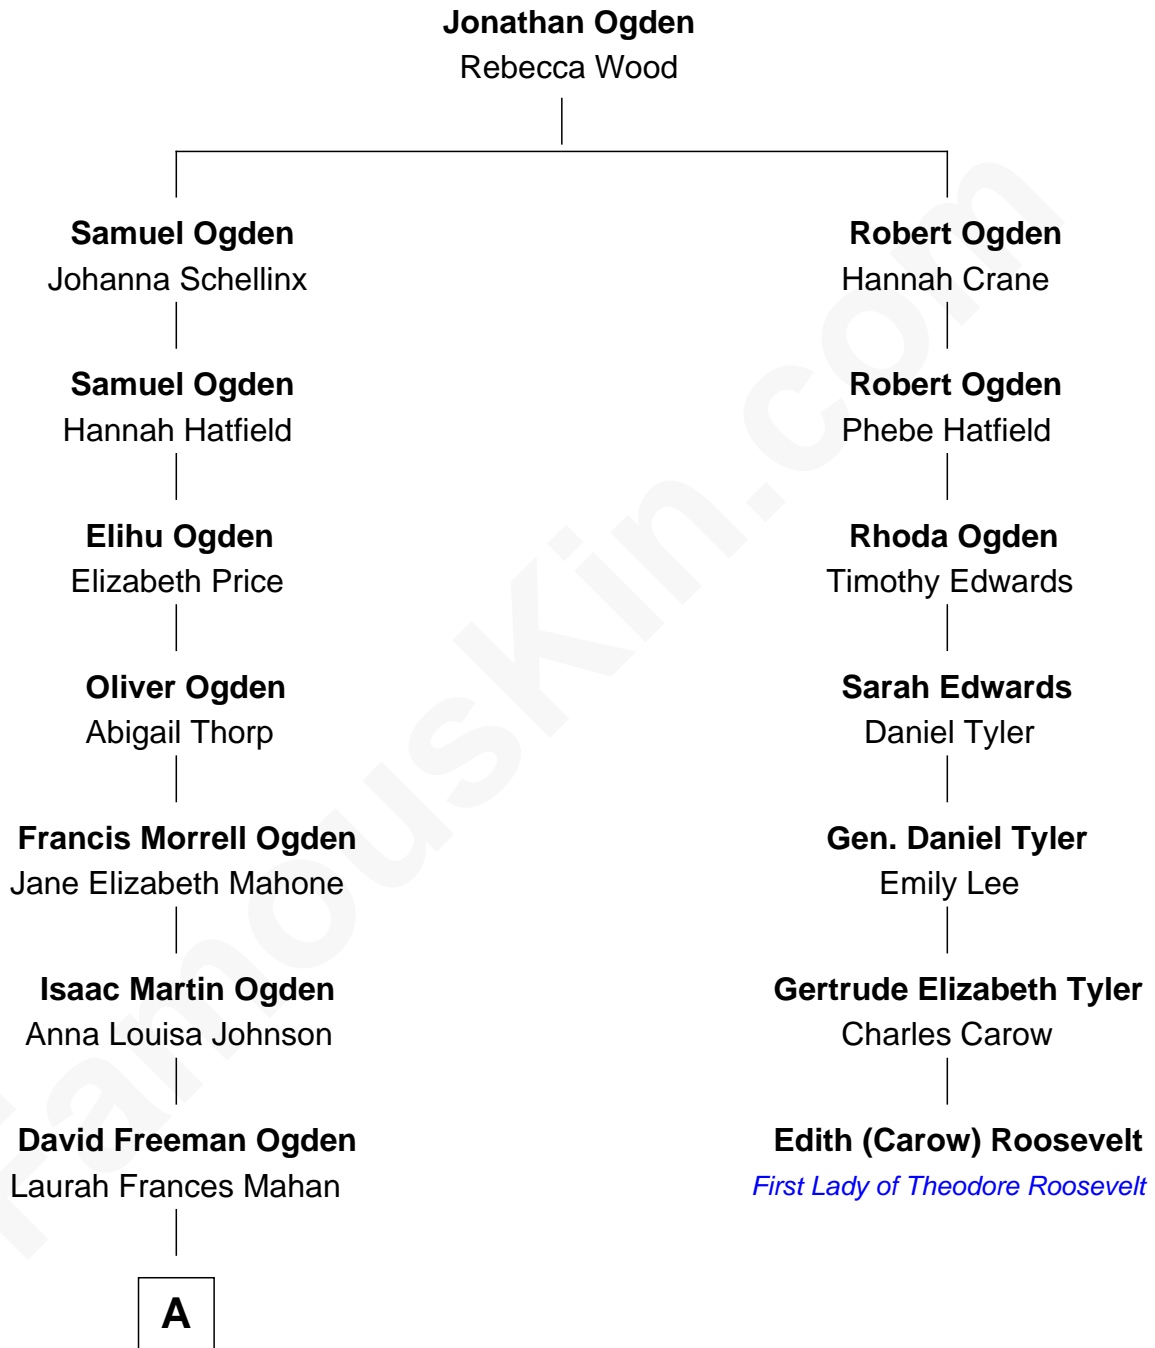 Jonathan Ogden
Rebecca Wood
Samuel Ogden
Johanna Schellinx
Robert Ogden
Hannah Crane
Samuel Ogden
Hannah Hatfield
Robert Ogden
Phebe Hatfield
Elihu Ogden
Elizabeth Price
Rhoda Ogden
Timothy Edwards
Oliver Ogden
Abigail Thorp
Sarah Edwards
Daniel Tyler
Francis Morrell Ogden
Jane Elizabeth Mahone
Gen. Daniel Tyler
Emily Lee
Isaac Martin Ogden
Anna Louisa Johnson
Gertrude Elizabeth Tyler
Charles Carow
David Freeman Ogden
Laurah Frances Mahan
Edith (Carow) Roosevelt
First Lady of Theodore Roosevelt
A
FamousKin.com